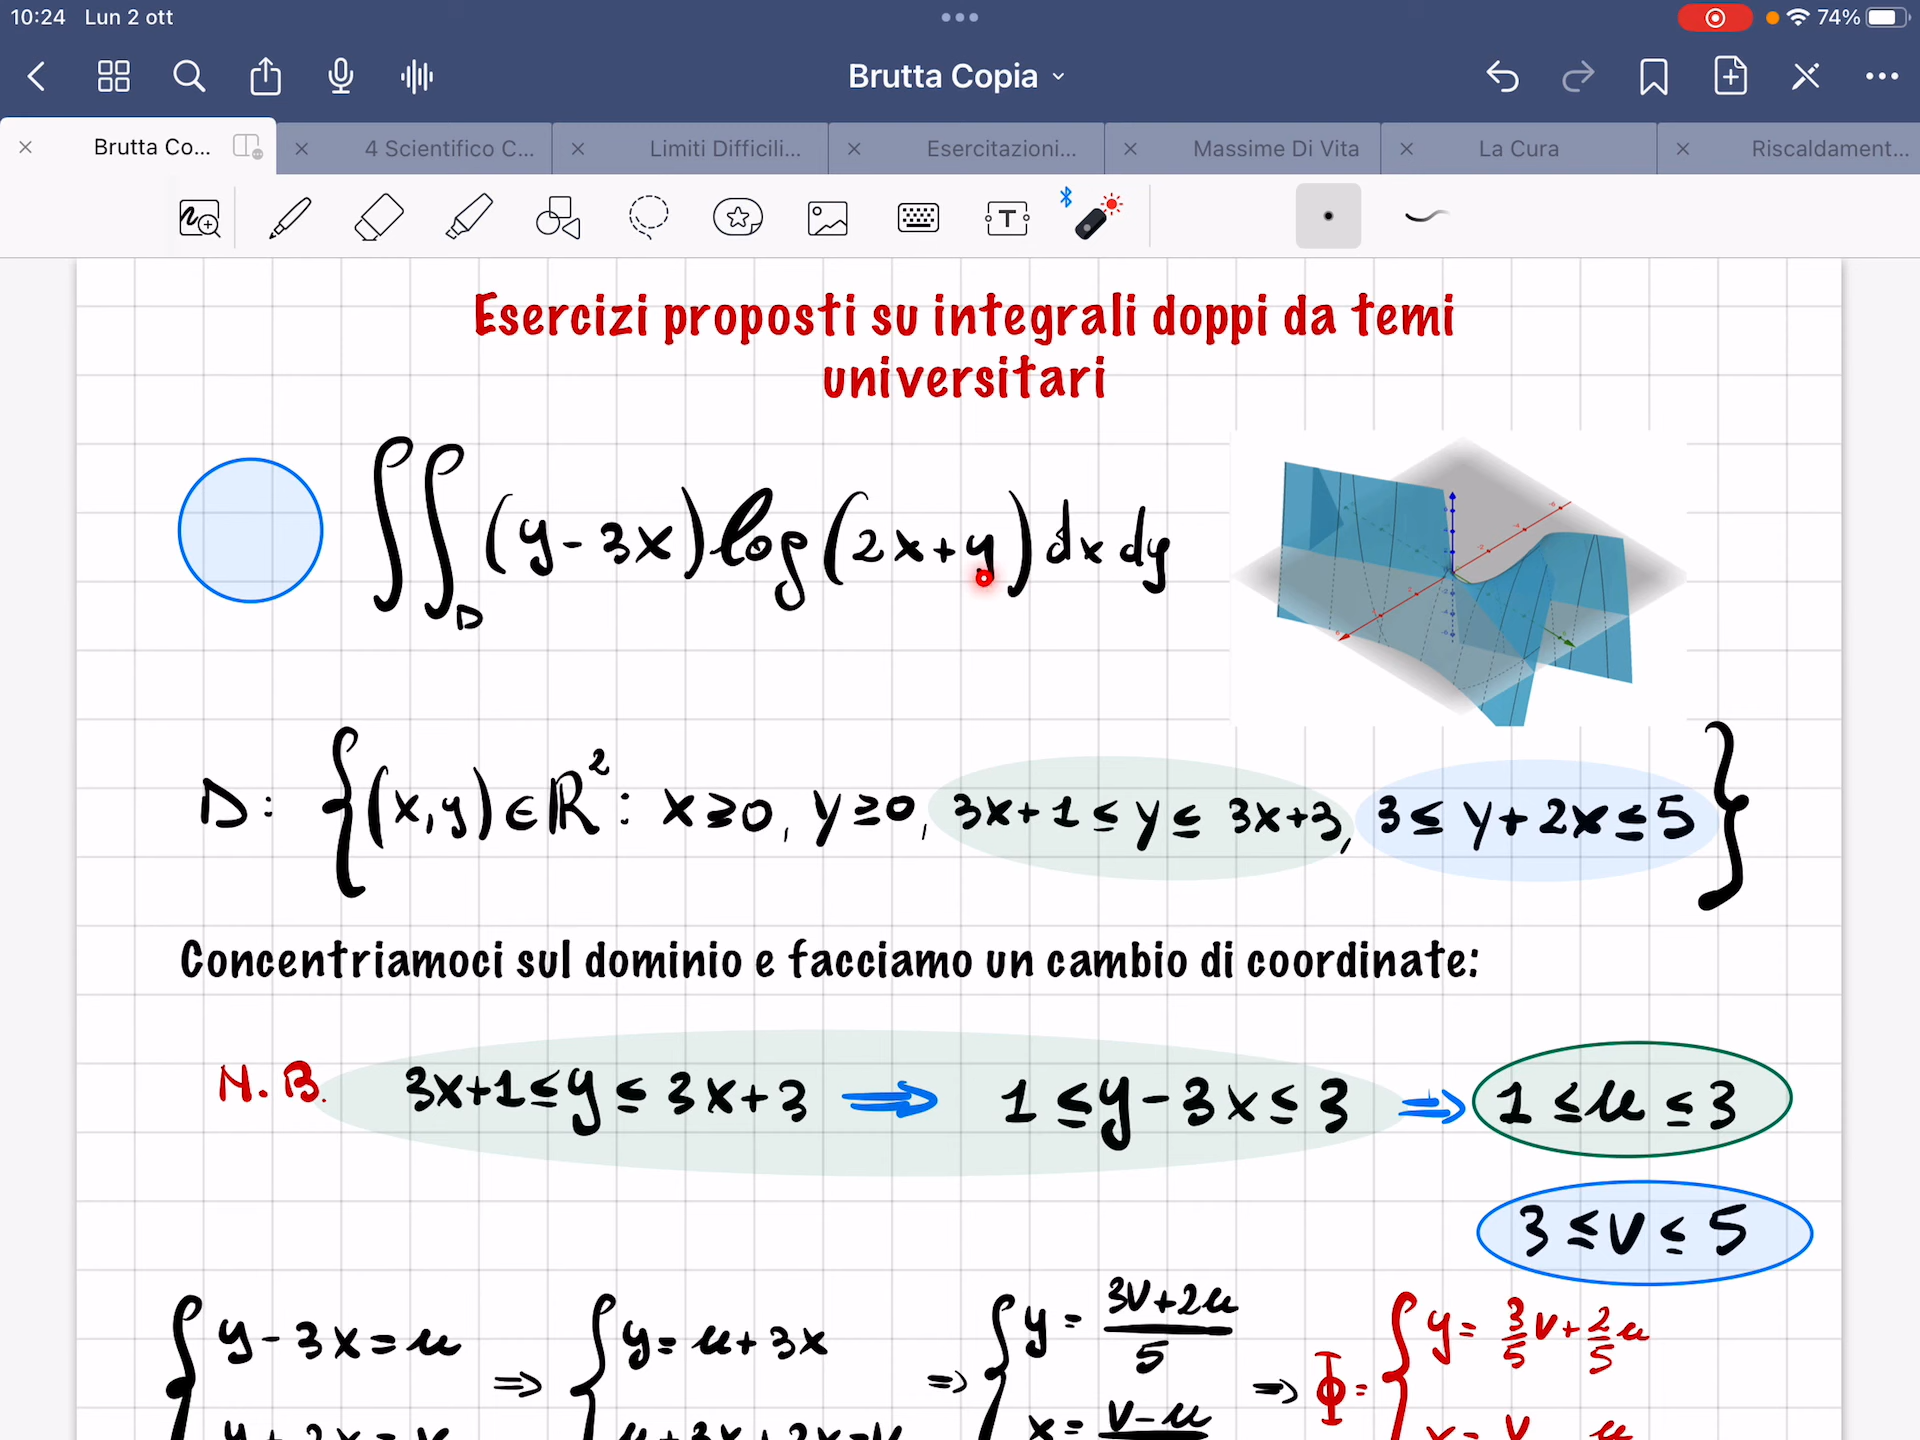 10:24 Lun 2 ott 74%
Brutta Copia
Brutta Co... 4 Scientifico C... Limiti Difficili... Esercitazioni... Massime Di Vita La Cura Riscaldament...
Esercizi proposti su integrali doppi da temi
universitari
∬_D (y-3x) log(2x+y) dx dy
D: {(x,y) ∈ ℝ² : x≥0, y≥0, 3x+1 ≤ y ≤ 3x+3, 3 ≤ y+2x ≤ 5}
Concentriamoci sul dominio e facciamo un cambio di coordinate:
N.B. 3x+1 ≤ y ≤ 3x+3 ⇒ 1 ≤ y-3x ≤ 3 ⇒ 1 ≤ u ≤ 3
3 ≤ v ≤ 5
{ y-3x=u ⇒ { y=u+3x ⇒ { y= (3v+2u)/5 ⇒ Φ= { y= 3/5 v + 2/5 u
y+2x=v u+3x+2x=v x= v-u x= v u